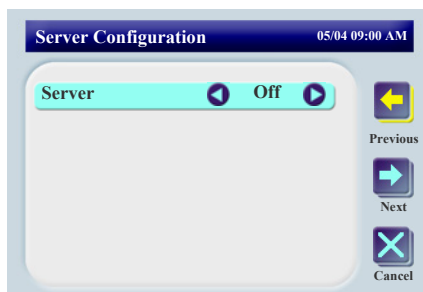 Server Configuration 05/04 09:00 AM
Server Off
Previous
Next
Cancel